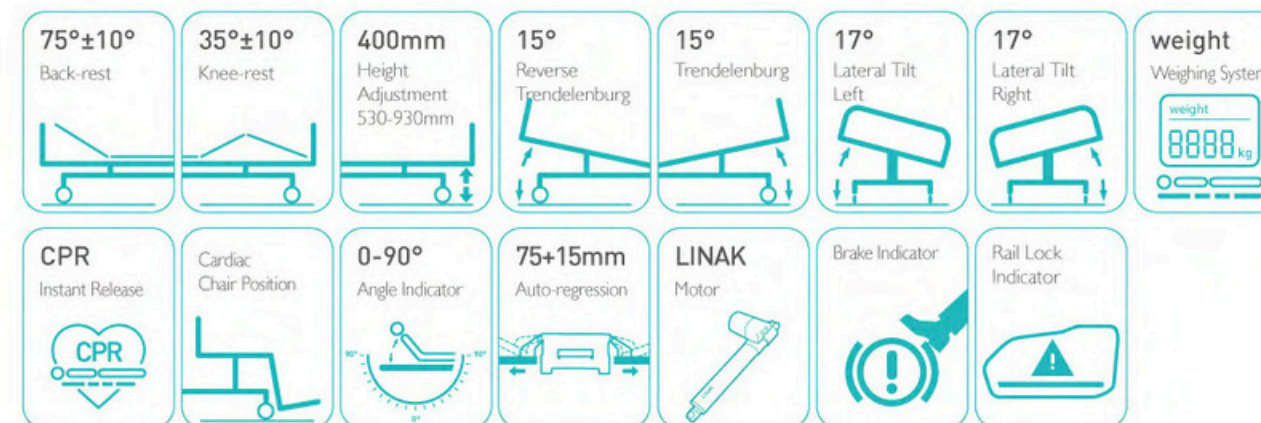 75°±10°
Back-rest
35°±10°
Knee-rest
400mm
Height
Adjustment
530-930mm
15°
Reverse
Trendelenburg
15°
Trendelenburg
17°
Lateral Tilt
Left
17°
Lateral Tilt
Right
weight
Weighing System
weight
8888 kg
CPR
Instant Release
CPR
Cardiac
Chair Position
0-90°
Angle Indicator
90°
90°
0°
75+15mm
Auto-regression
LINAK
Motor
LINAK
Brake Indicator
Rail Lock
Indicator